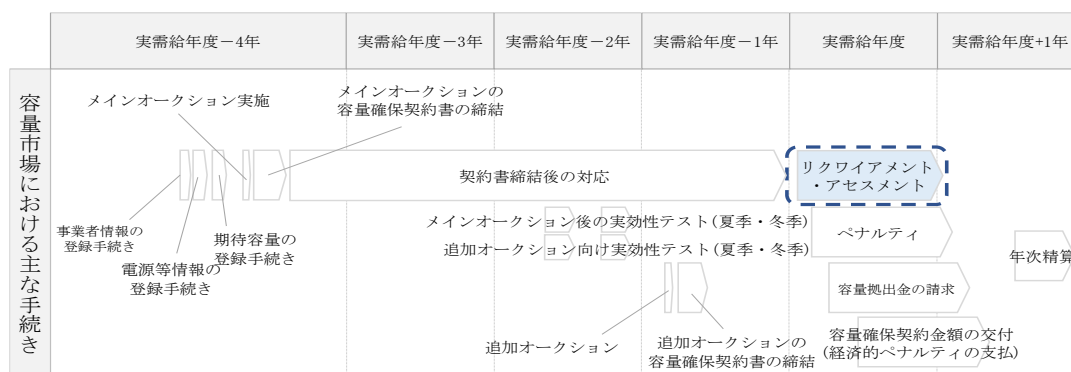 実需給年度－4年
実需給年度－3年
実需給年度－2年
実需給年度－1年
実需給年度
実需給年度+1年
容量市場における主な手続き
メインオークション実施
メインオークションの
容量確保契約書の締結
契約書締結後の対応
リクワイアメント
・アセスメント
事業者情報の
登録手続き
電源等情報の
登録手続き
期待容量の
登録手続き
メインオークション後の実効性テスト(夏季・冬季)
追加オークション向け実効性テスト(夏季・冬季)
ペナルティ
年次精算
容量拠出金の請求
追加オークション
追加オークションの
容量確保契約書の締結
容量確保契約金額の交付
(経済的ペナルティの支払)